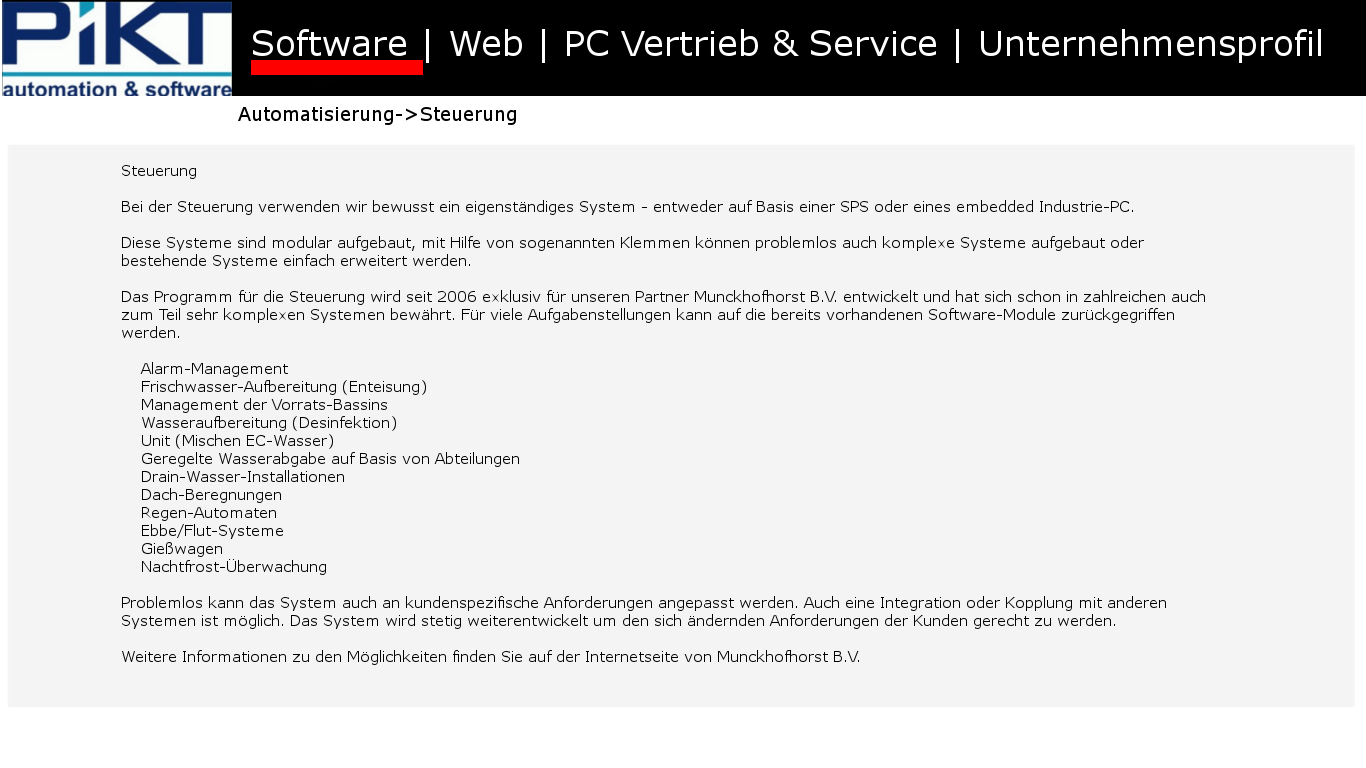 PiKT
automation & software
Software | Web | PC Vertrieb & Service | Unternehmensprofil
Automatisierung->Steuerung
Steuerung
Bei der Steuerung verwenden wir bewusst ein eigenständiges System - entweder auf Basis einer SPS oder eines embedded Industrie-PC.
Diese Systeme sind modular aufgebaut, mit Hilfe von sogenannten Klemmen können problemlos auch komplexe Systeme aufgebaut oder
bestehende Systeme einfach erweitert werden.
Das Programm für die Steuerung wird seit 2006 exklusiv für unseren Partner Munckhofhorst B.V. entwickelt und hat sich schon in zahlreichen auch
zum Teil sehr komplexen Systemen bewährt. Für viele Aufgabenstellungen kann auf die bereits vorhandenen Software-Module zurückgegriffen
werden.
Alarm-Management
Frischwasser-Aufbereitung (Enteisung)
Management der Vorrats-Bassins
Wasseraufbereitung (Desinfektion)
Unit (Mischen EC-Wasser)
Geregelte Wasserabgabe auf Basis von Abteilungen
Drain-Wasser-Installationen
Dach-Beregnungen
Regen-Automaten
Ebbe/Flut-Systeme
Gießwagen
Nachtfrost-Überwachung
Problemlos kann das System auch an kundenspezifische Anforderungen angepasst werden. Auch eine Integration oder Kopplung mit anderen
Systemen ist möglich. Das System wird stetig weiterentwickelt um den sich ändernden Anforderungen der Kunden gerecht zu werden.
Weitere Informationen zu den Möglichkeiten finden Sie auf der Internetseite von Munckhofhorst B.V.